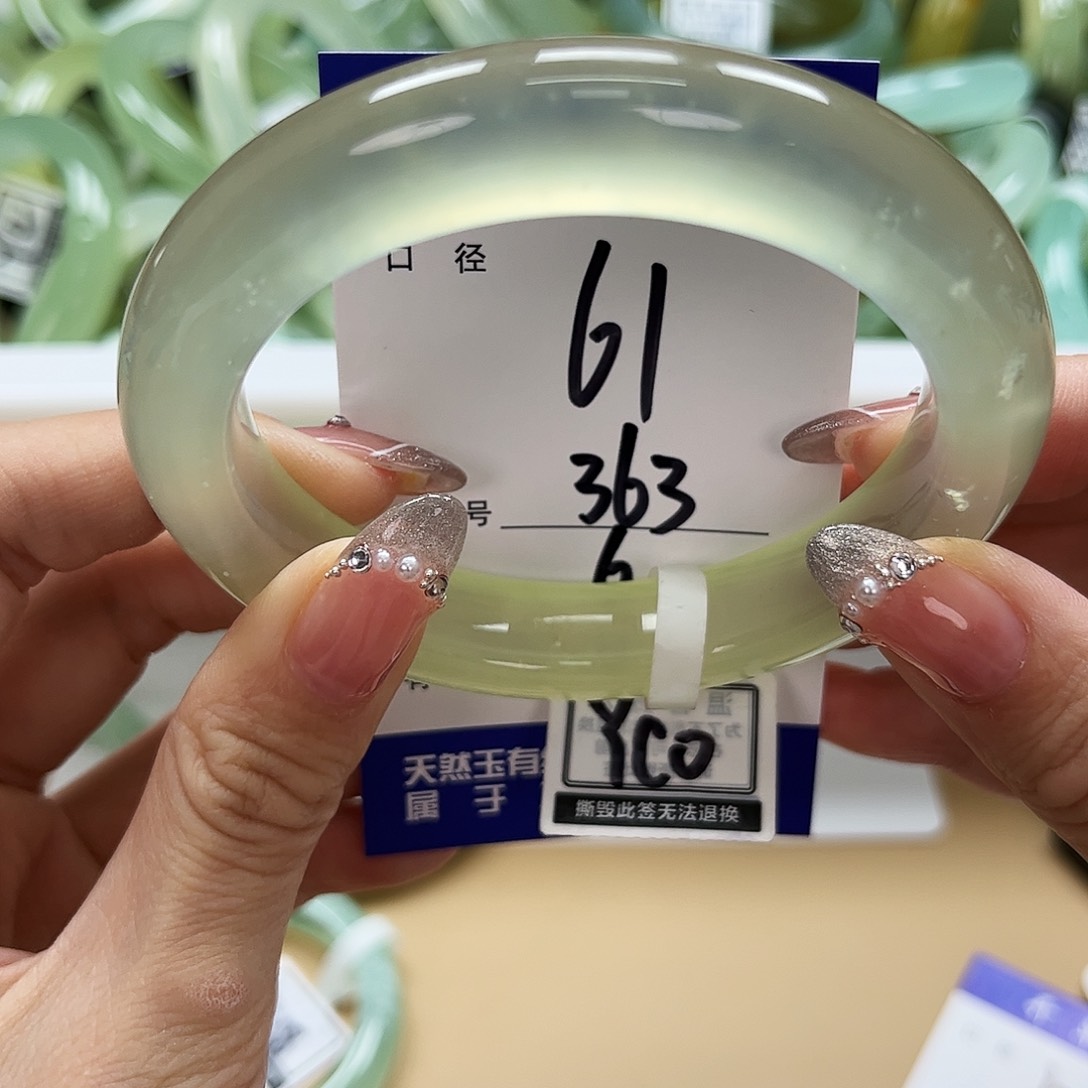 口 径
61
号
363
YCO
撕毁此签无法退换
天然玉有
属 于